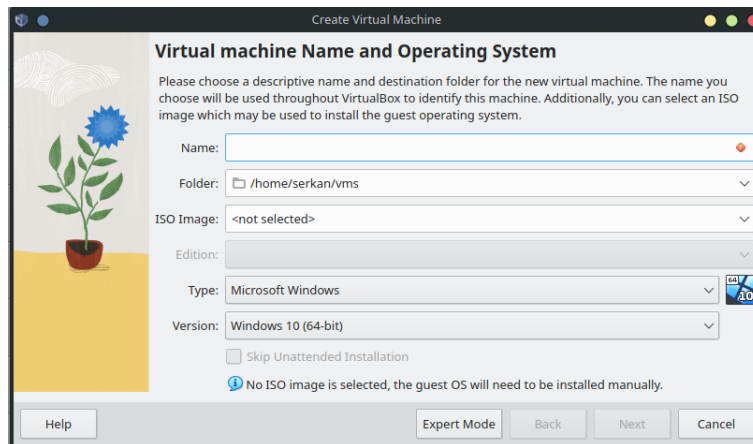 Create Virtual Machine
Virtual machine Name and Operating System
Please choose a descriptive name and destination folder for the new virtual machine. The name you
choose will be used throughout VirtualBox to identify this machine. Additionally, you can select an ISO
image which may be used to install the guest operating system.
Name:
Folder: /home/serkan/vms
ISO Image: <not selected>
Edition:
Type: Microsoft Windows 64 10
Version: Windows 10 (64-bit)
Skip Unattended Installation
No ISO image is selected, the guest OS will need to be installed manually.
Help Expert Mode Back Next Cancel